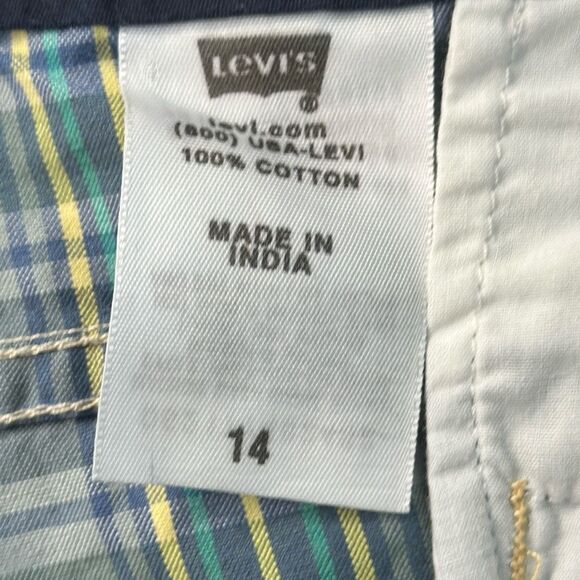 Levi's
®
levi.com
(800) USA-LEVI
100% COTTON
MADE IN
INDIA
14